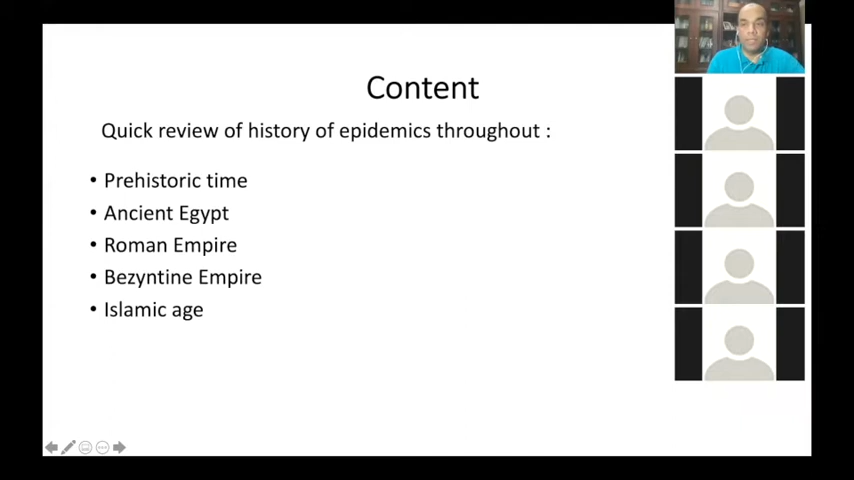 Content
Quick review of history of epidemics throughout :
• Prehistoric time
• Ancient Egypt
• Roman Empire
• Bezyntine Empire
• Islamic age